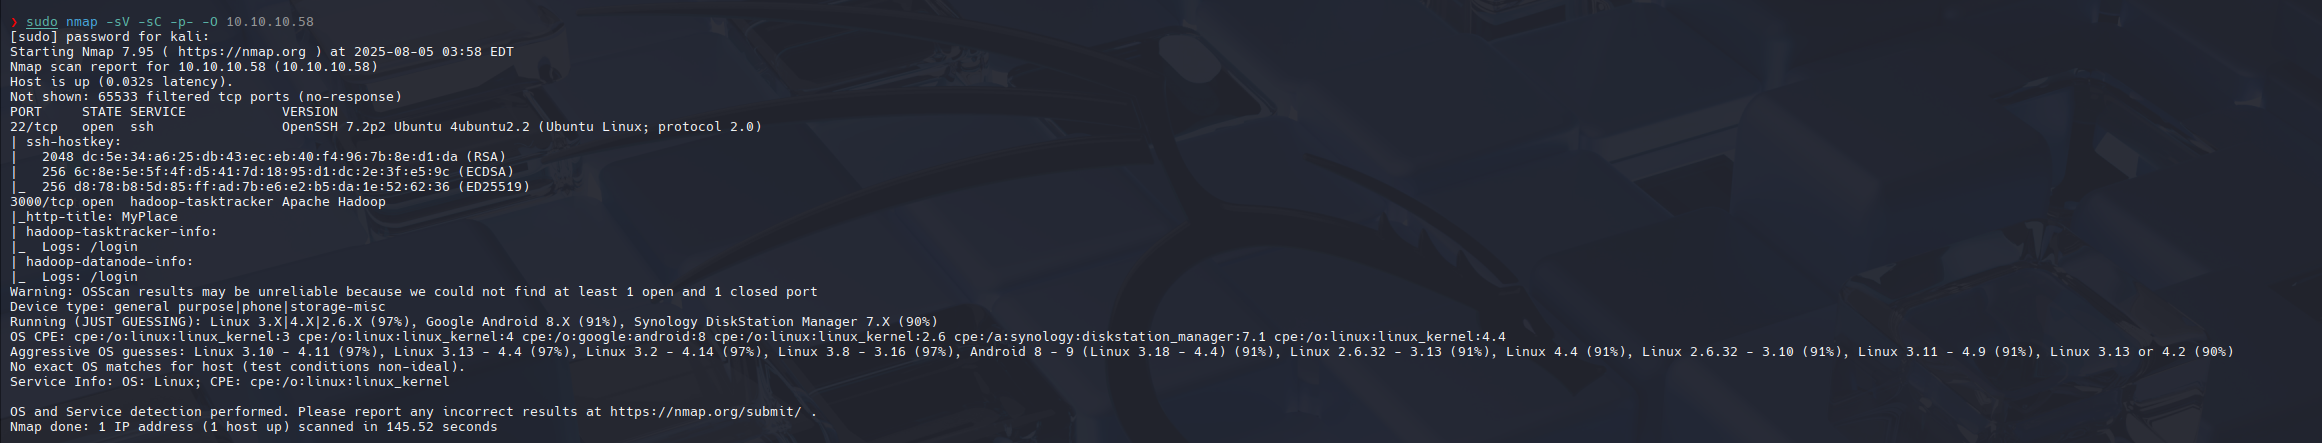 ❯ sudo nmap -sV -sC -p- -O 10.10.10.58
[sudo] password for kali:
Starting Nmap 7.95 ( https://nmap.org ) at 2025-08-05 03:58 EDT
Nmap scan report for 10.10.10.58 (10.10.10.58)
Host is up (0.032s latency).
Not shown: 65533 filtered tcp ports (no-response)
PORT     STATE SERVICE            VERSION
22/tcp   open  ssh                OpenSSH 7.2p2 Ubuntu 4ubuntu2.2 (Ubuntu Linux; protocol 2.0)
| ssh-hostkey:
|   2048 dc:5e:34:a6:25:db:43:ec:eb:40:f4:96:7b:8e:d1:da (RSA)
|   256 6c:8e:5e:5f:4f:d5:41:7d:18:95:d1:dc:2e:3f:e5:9c (ECDSA)
|_  256 d8:78:b8:5d:85:ff:ad:7b:e6:e2:b5:da:1e:52:62:36 (ED25519)
3000/tcp open  hadoop-tasktracker Apache Hadoop
|_http-title: MyPlace
| hadoop-tasktracker-info:
|_  Logs: /login
| hadoop-datanode-info:
|_  Logs: /login
Warning: OSScan results may be unreliable because we could not find at least 1 open and 1 closed port
Device type: general purpose|phone|storage-misc
Running (JUST GUESSING): Linux 3.X|4.X|2.6.X (97%), Google Android 8.X (91%), Synology DiskStation Manager 7.X (90%)
OS CPE: cpe:/o:linux:linux_kernel:3 cpe:/o:linux:linux_kernel:4 cpe:/o:google:android:8 cpe:/o:linux:linux_kernel:2.6 cpe:/a:synology:diskstation_manager:7.1 cpe:/o:linux:linux_kernel:4.4
Aggressive OS guesses: Linux 3.10 - 4.11 (97%), Linux 3.13 - 4.4 (97%), Linux 3.2 - 4.14 (97%), Linux 3.8 - 3.16 (97%), Android 8 - 9 (Linux 3.18 - 4.4) (91%), Linux 2.6.32 - 3.13 (91%), Linux 4.4 (91%), Linux 2.6.32 - 3.10 (91%), Linux 3.11 - 4.9 (91%), Linux 3.13 or 4.2 (90%)
No exact OS matches for host (test conditions non-ideal).
Service Info: OS: Linux; CPE: cpe:/o:linux:linux_kernel

OS and Service detection performed. Please report any incorrect results at https://nmap.org/submit/ .
Nmap done: 1 IP address (1 host up) scanned in 145.52 seconds